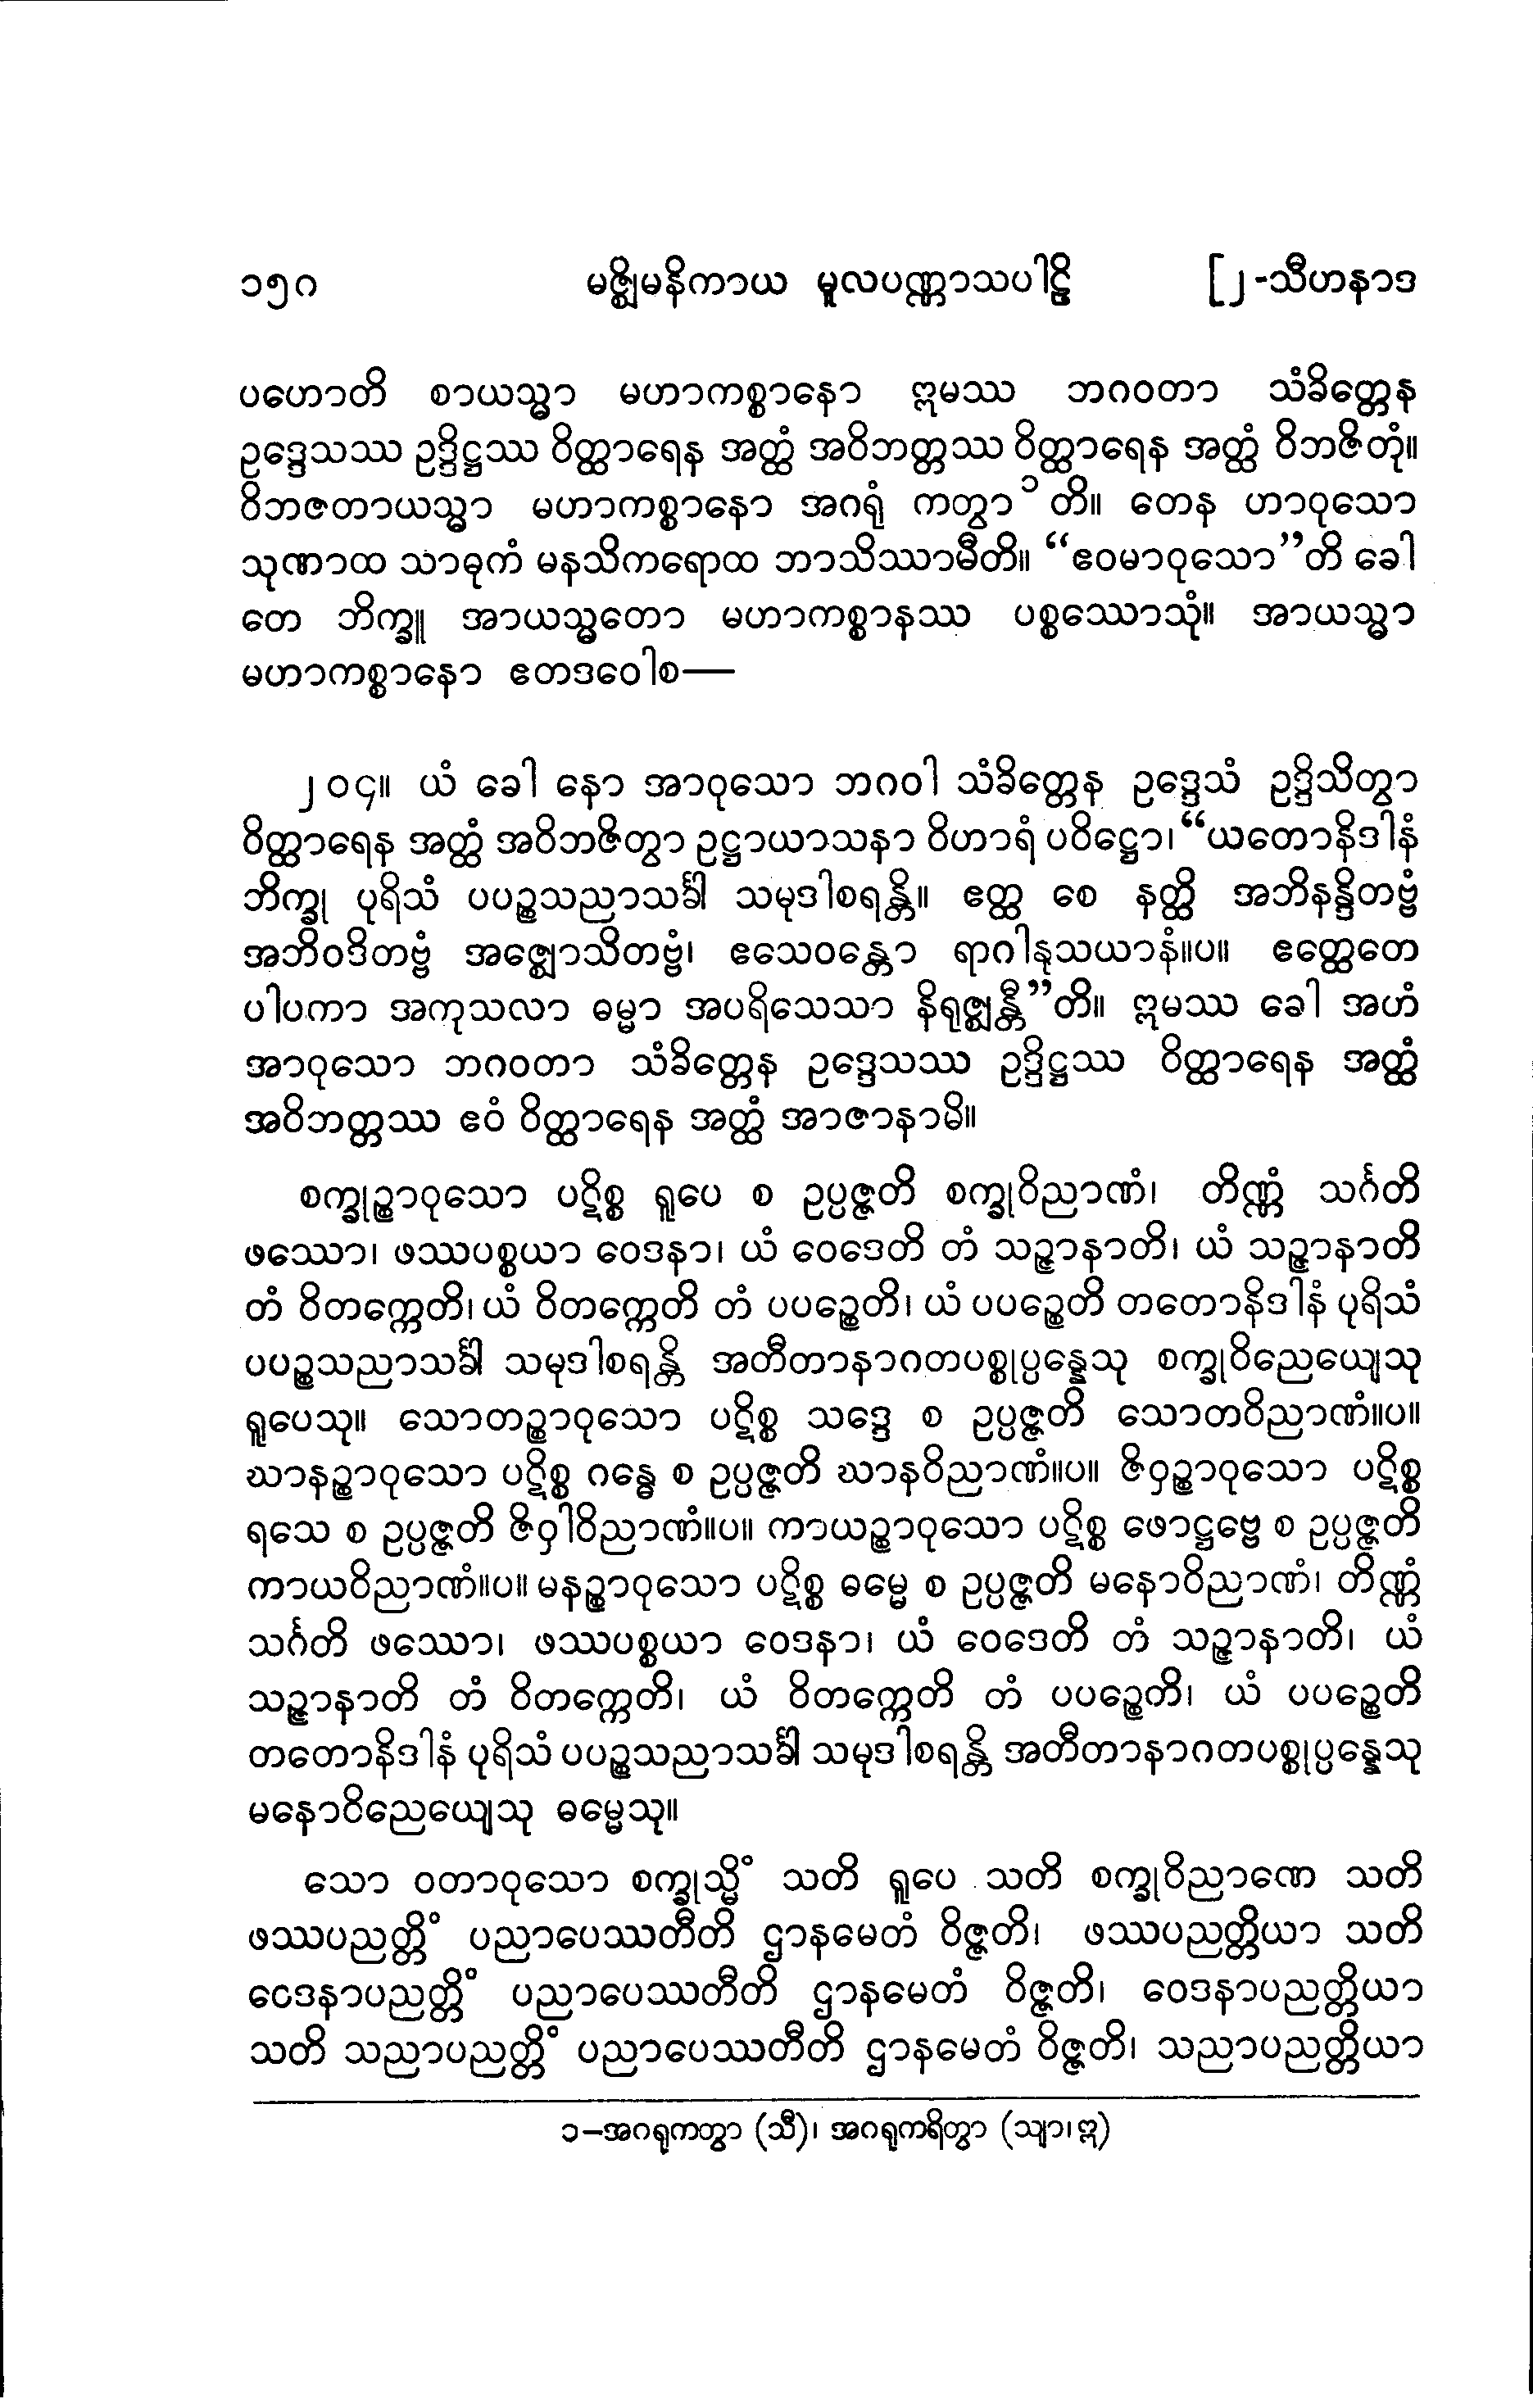 ၁၅၀ မဇ္ဈိမနိကာယ မူလပဏ္ဏာသပါဠိ [၂-သီဟနာဒ
ပဟောတိ စာယသ္မာ မဟာကစ္စာနော ဣမဿ ဘဂဝတာ သံခိတ္တေန
ဥဒ္ဒေသဿ ဥဒ္ဒိဋ္ဌဿ ဝိတ္ထာရေန အတ္ထံ အဝိဘတ္တဿ ဝိတ္ထာရေန အတ္ထံ ဝိဘဇိတုံ။
ဝိဘဇတာယသ္မာ မဟာကစ္စာနော အဂရုံ ကတွာ ၁ တိ။ တေန ဟာဝုသော
သုဏာထ သာဓုကံ မနသိကရောထ ဘာသိဿာမီတိ။ “ဧဝမာဝုသော”တိ ခေါ
တေ ဘိက္ခူ အာယသ္မတော မဟာကစ္စာနဿ ပစ္စဿောသုံ။ အာယသ္မာ
မဟာကစ္စာနော ဧတဒဝေါစ—
၂၀၄။ ယံ ခေါ နော အာဝုသော ဘဂဝါ သံခိတ္တေန ဥဒ္ဒေသံ ဥဒ္ဒိသိတွာ
ဝိတ္ထာရေန အတ္ထံ အဝိဘဇိတွာ ဥဋ္ဌာယာသနာ ဝိဟာရံ ပဝိဋ္ဌော၊ “ယတောနိဒါနံ
ဘိက္ခု ပုရိသံ ပပဉ္စသညာသင်္ခါ သမုဒါစရန္တိ။ ဧတ္ထ စေ နတ္ထိ အဘိနန္ဒိတဗ္ဗံ
အဘိဝဒိတဗ္ဗံ အဇ္ဈောသိတဗ္ဗံ၊ ဧသေဝန္တော ရာဂါနုသယာနံ။ပ။ ဧတ္ထေတေ
ပါပကာ အကုသလာ ဓမ္မာ အပရိသေသာ နိရုဇ္ဈန္တီ”တိ။ ဣမဿ ခေါ အဟံ
အာဝုသော ဘဂဝတာ သံခိတ္တေန ဥဒ္ဒေသဿ ဥဒ္ဒိဋ္ဌဿ ဝိတ္ထာရေန အတ္ထံ
အဝိဘတ္တဿ ဧဝံ ဝိတ္ထာရေန အတ္ထံ အာဇာနာမိ။
စက္ခုဉ္စာဝုသော ပဋိစ္စ ရူပေ စ ဥပ္ပဇ္ဇတိ စက္ခုဝိညာဏံ၊ တိဏ္ဏံ သင်္ဂတိ
ဖဿော၊ ဖဿပစ္စယာ ဝေဒနာ၊ ယံ ဝေဒေတိ တံ သဉ္ဇာနာတိ၊ ယံ သဉ္ဇာနာတိ
တံ ဝိတက္ကေတိ၊ ယံ ဝိတက္ကေတိ တံ ပပဉ္စေတိ၊ ယံ ပပဉ္စေတိ တတောနိဒါနံ ပုရိသံ
ပပဉ္စသညာသင်္ခါ သမုဒါစရန္တိ အတီတာနာဂတပစ္စုပ္ပန္နေသု စက္ခုဝိညေယျေသု
ရူပေသု။ သောတဉ္စာဝုသော ပဋိစ္စ သဒ္ဒေ စ ဥပ္ပဇ္ဇတိ သောတဝိညာဏံ။ပ။
ဃာနဉ္စာဝုသော ပဋိစ္စ ဂန္ဓေ စ ဥပ္ပဇ္ဇတိ ဃာနဝိညာဏံ။ပ။ ဇိဝှဉ္စာဝုသော ပဋိစ္စ
ရသေ စ ဥပ္ပဇ္ဇတိ ဇိဝှါဝိညာဏံ။ပ။ ကာယဉ္စာဝုသော ပဋိစ္စ ဖောဋ္ဌဗ္ဗေ စ ဥပ္ပဇ္ဇတိ
ကာယဝိညာဏံ။ပ။ မနဉ္စာဝုသော ပဋိစ္စ ဓမ္မေ စ ဥပ္ပဇ္ဇတိ မနောဝိညာဏံ၊ တိဏ္ဏံ
သင်္ဂတိ ဖဿော၊ ဖဿပစ္စယာ ဝေဒနာ၊ ယံ ဝေဒေတိ တံ သဉ္ဇာနာတိ၊ ယံ
သဉ္ဇာနာတိ တံ ဝိတက္ကေတိ၊ ယံ ဝိတက္ကေတိ တံ ပပဉ္စေတိ၊ ယံ ပပဉ္စေတိ
တတောနိဒါနံ ပုရိသံ ပပဉ္စသညာသင်္ခါ သမုဒါစရန္တိ အတီတာနာဂတပစ္စုပ္ပန္နေသု
မနောဝိညေယျေသု ဓမ္မေသု။
သော ဝတာဝုသော စက္ခုသ္မိံ သတိ ရူပေ သတိ စက္ခုဝိညာဏေ သတိ
ဖဿပညတ္တိံ ပညာပေဿတီတိ ဌာနမေတံ ဝိဇ္ဇတိ၊ ဖဿပညတ္တိယာ သတိ
ဝေဒနာပညတ္တိံ ပညာပေဿတီတိ ဌာနမေတံ ဝိဇ္ဇတိ၊ ဝေဒနာပညတ္တိယာ
သတိ သညာပညတ္တိံ ပညာပေဿတီတိ ဌာနမေတံ ဝိဇ္ဇတိ၊ သညာပညတ္တိယာ
၁–အဂရုကတွာ (သီ)၊ အဂရုကရိတွာ (သျာ၊ဣ)